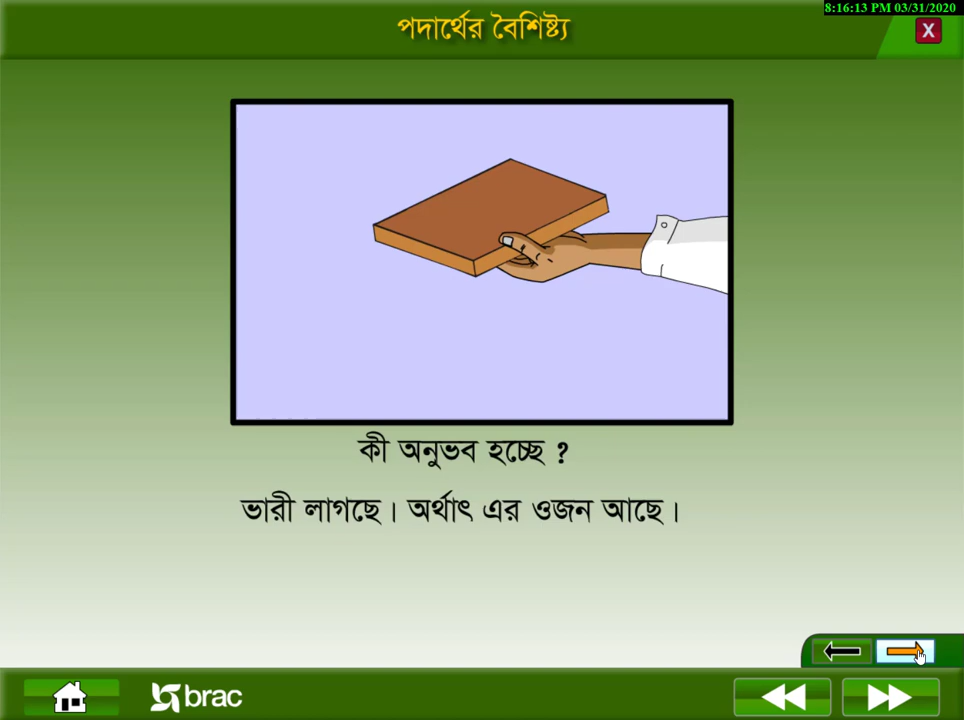 8:16:13 PM 03/31/2020
পদার্থের বৈশিষ্ট্য
X
কী অনুভব হচ্ছে ?
ভারী লাগছে। অর্থাৎ এর ওজন আছে।
brac